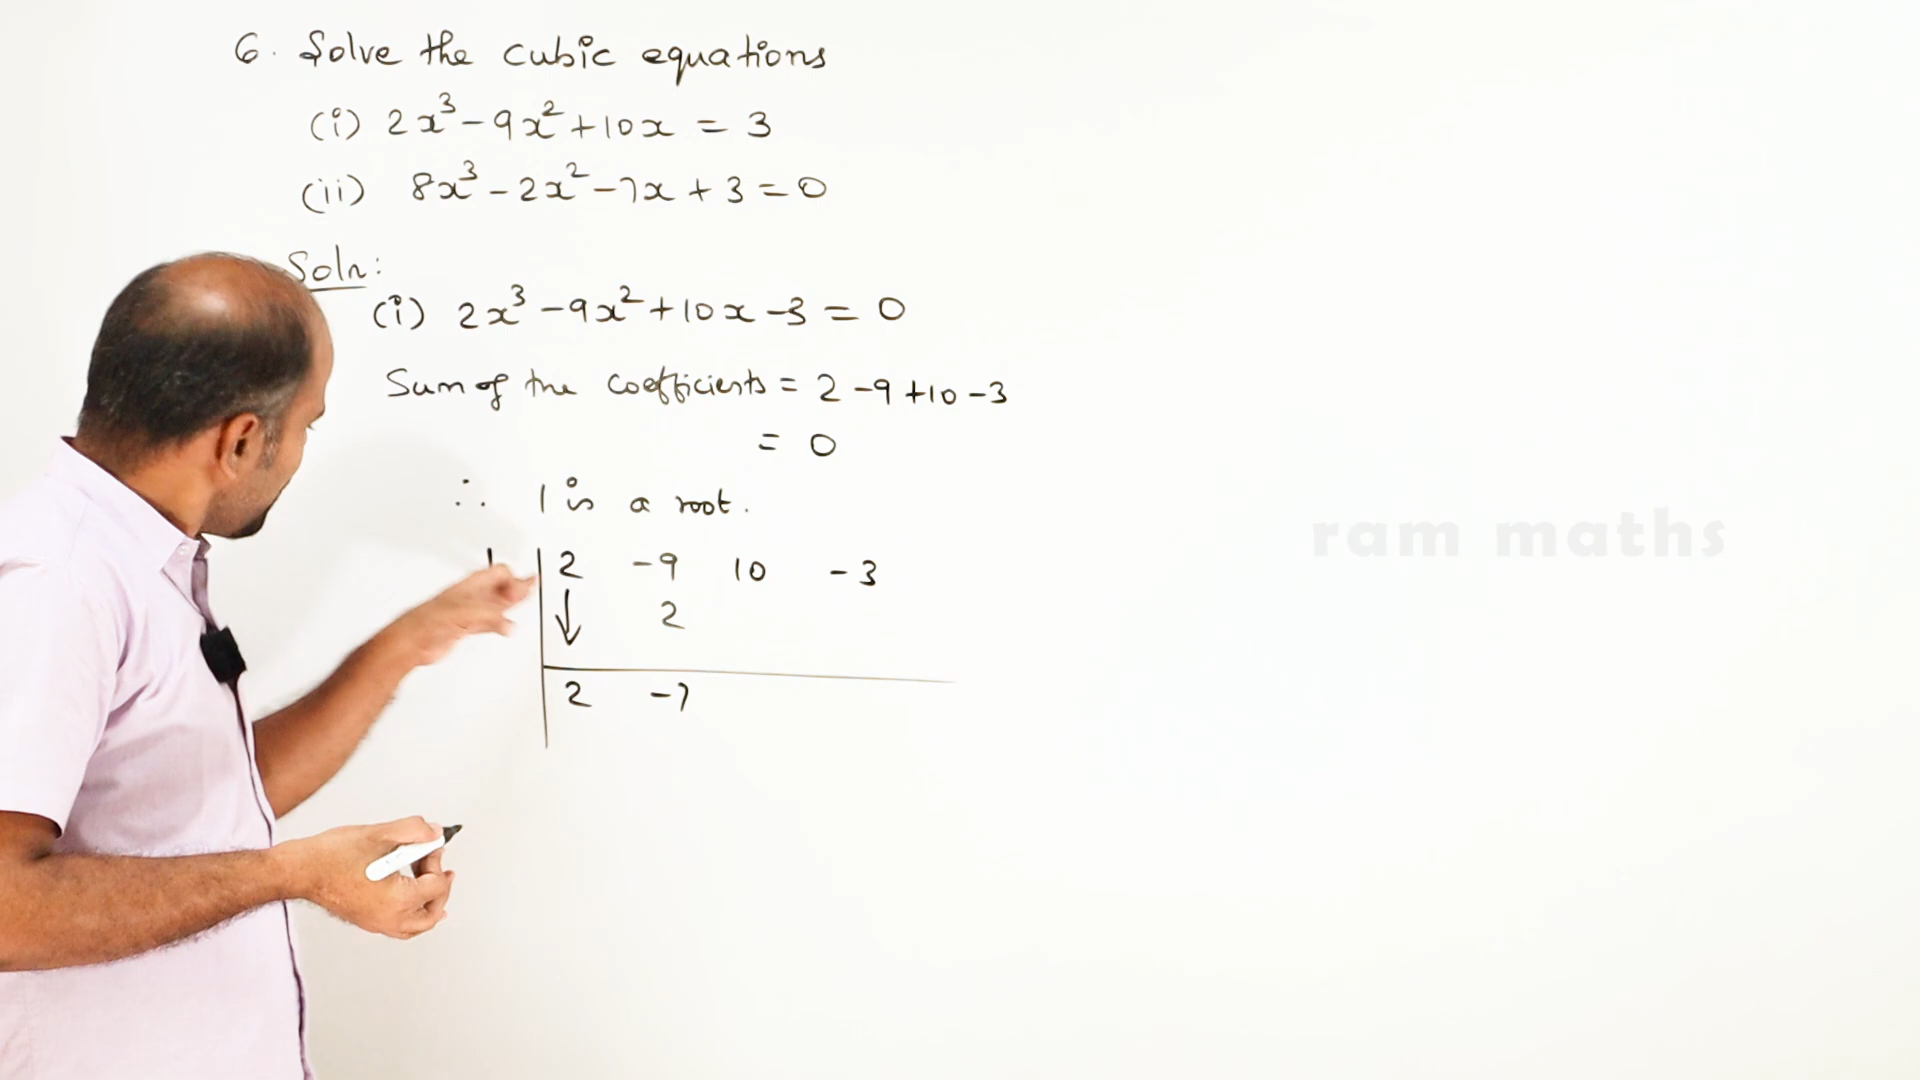 6. Solve the cubic equations
(i) 2x³ - 9x² + 10x = 3
(ii) 8x³ - 2x² - 7x + 3 = 0
Soln:
(i) 2x³ - 9x² + 10x - 3 = 0
Sum of the coefficients = 2 - 9 + 10 - 3
= 0
∴ 1 is a root.
1 | 2 -9 10 -3
↓ 2
2 -7
ram maths